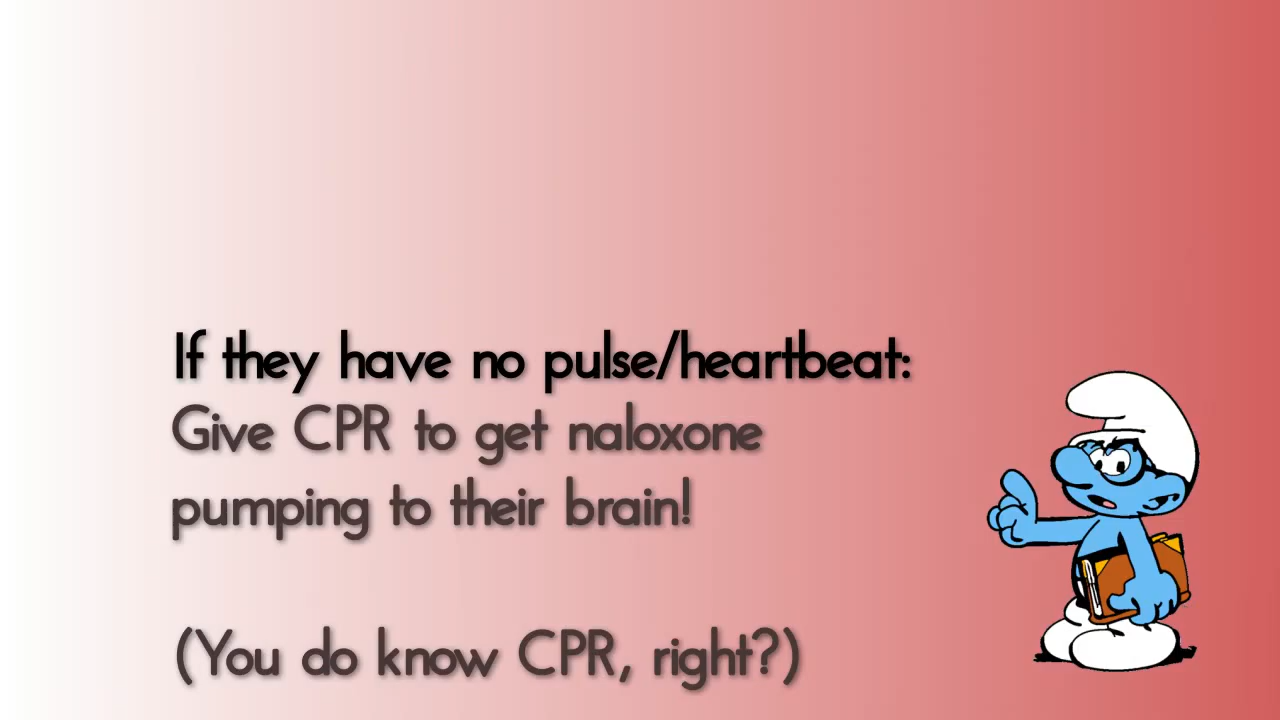 If they have no pulse/heartbeat:
Give CPR to get naloxone
pumping to their brain!
(You do know CPR, right?)